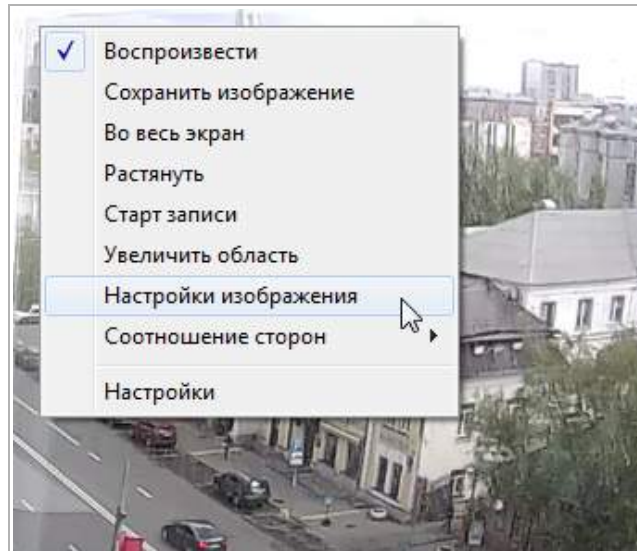 Воспроизвести
Сохранить изображение
Во весь экран
Растянуть
Старт записи
Увеличить область
Настройки изображения
Соотношение сторон
Настройки